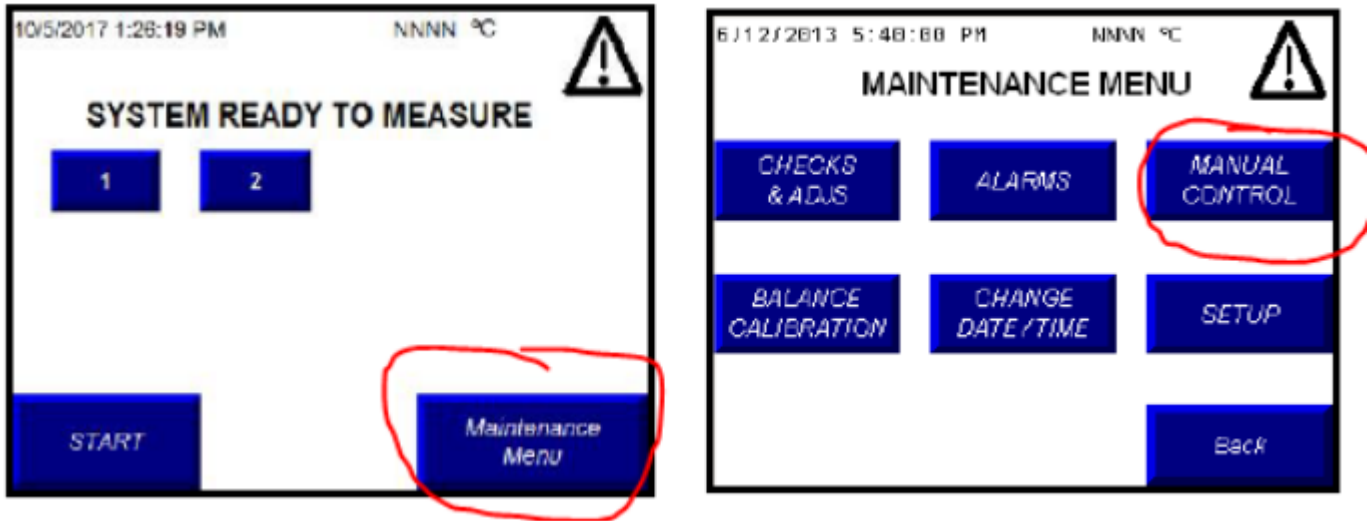 10/5/2017 1:26:19 PM NNNN ºC
SYSTEM READY TO MEASURE
1 2
START
Maintenance
Menu
6/12/2013 5:40:00 PM NNNN ºC
MAINTENANCE MENU
CHECKS
& ADJS
ALARMS
MANUAL
CONTROL
BALANCE
CALIBRATION
CHANGE
DATE/TIME
SETUP
Back